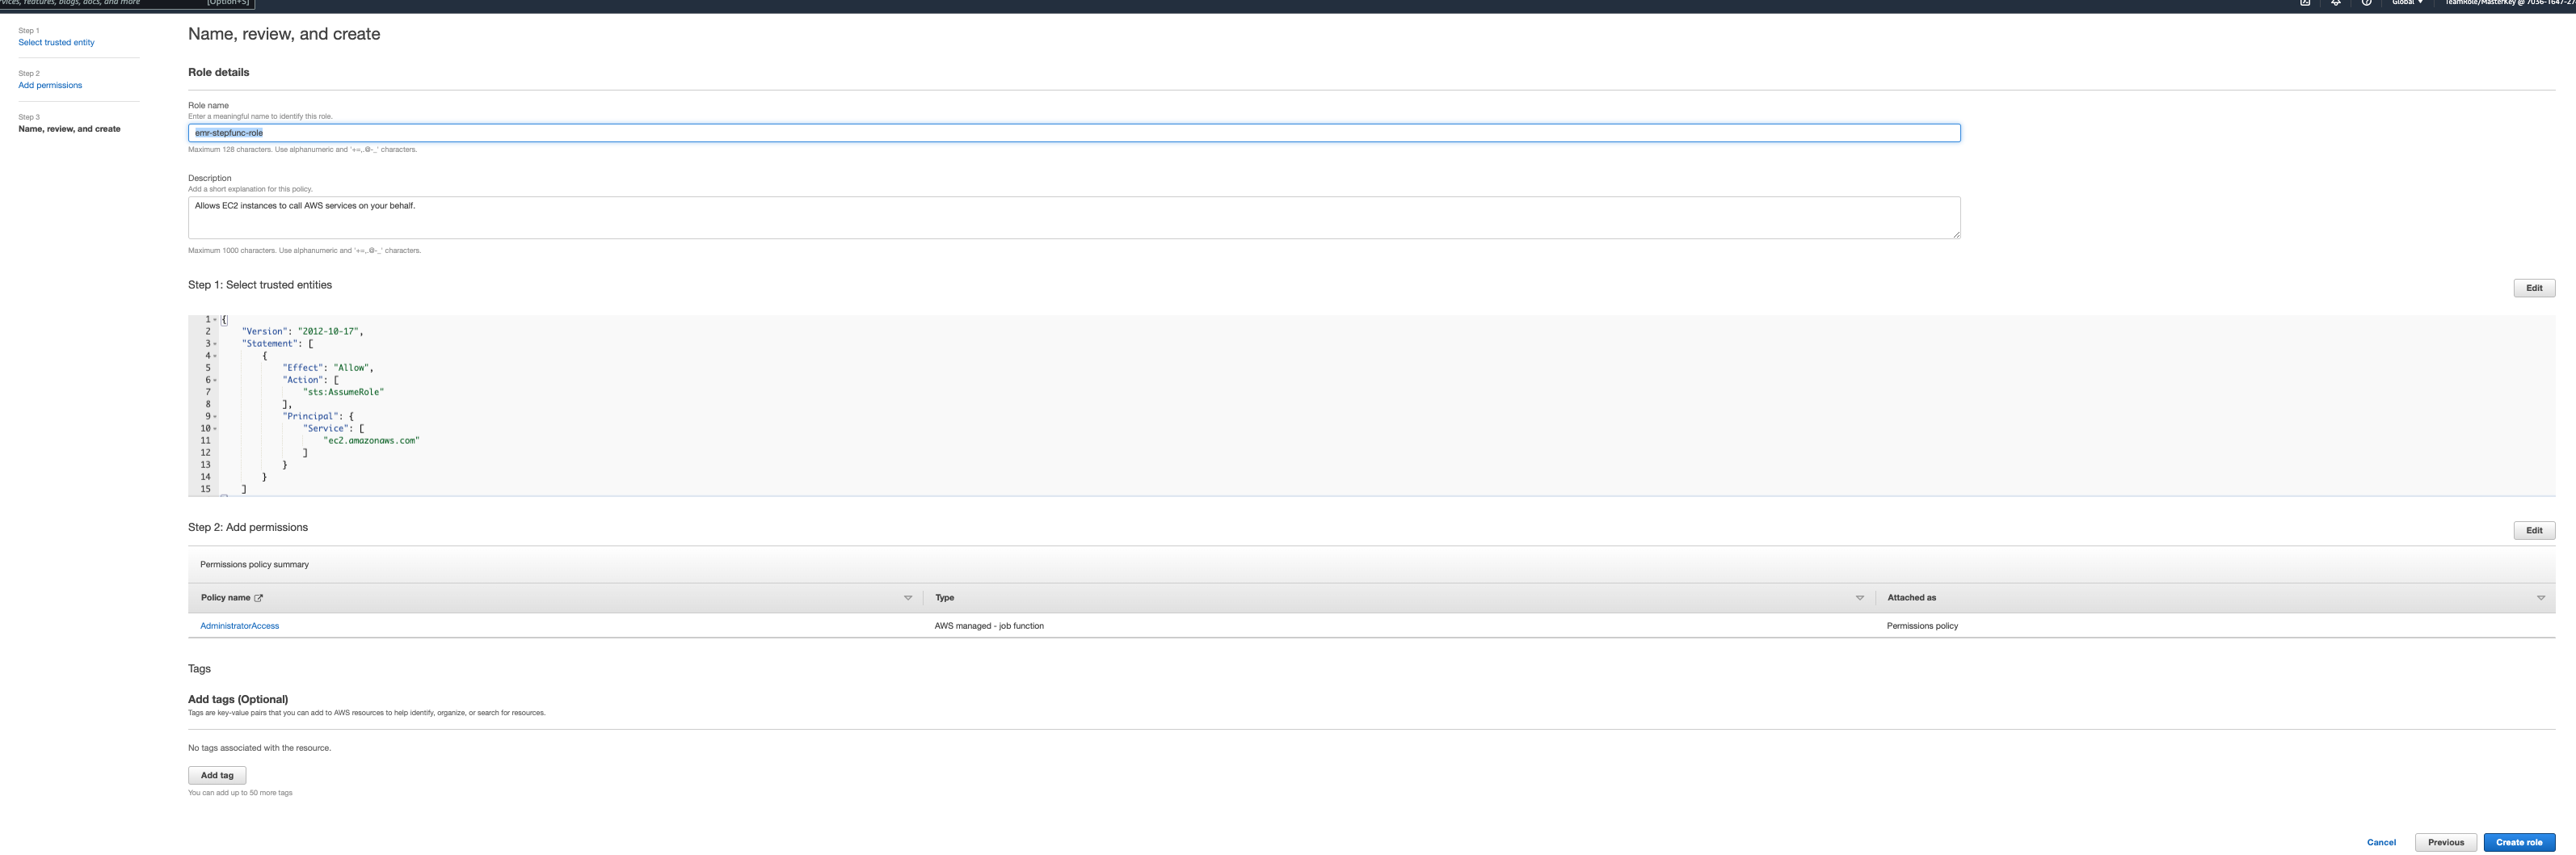 vices, features, blogs, docs, and more [Option+S] Global ▼ TeamRole/MasterKey @ 7036-1647-27
Step 1
Select trusted entity
Step 2
Add permissions
Step 3
Name, review, and create
Name, review, and create
Role details
Role name
Enter a meaningful name to identify this role.
emr-stepfunc-role
Maximum 128 characters. Use alphanumeric and '+=,.@-_' characters.
Description
Add a short explanation for this policy.
Allows EC2 instances to call AWS services on your behalf.
Maximum 1000 characters. Use alphanumeric and '+=,.@-_' characters.
Step 1: Select trusted entities
Edit
1 {
2 "Version": "2012-10-17",
3 "Statement": [
4 {
5 "Effect": "Allow",
6 "Action": [
7 "sts:AssumeRole"
8 ],
9 "Principal": {
10 "Service": [
11 "ec2.amazonaws.com"
12 ]
13 }
14 }
15 ]
Step 2: Add permissions
Edit
Permissions policy summary
Policy name Type Attached as
AdministratorAccess AWS managed - job function Permissions policy
Tags
Add tags (Optional)
Tags are key-value pairs that you can add to AWS resources to help identify, organize, or search for resources.
No tags associated with the resource.
Add tag
You can add up to 50 more tags
Cancel Previous Create role